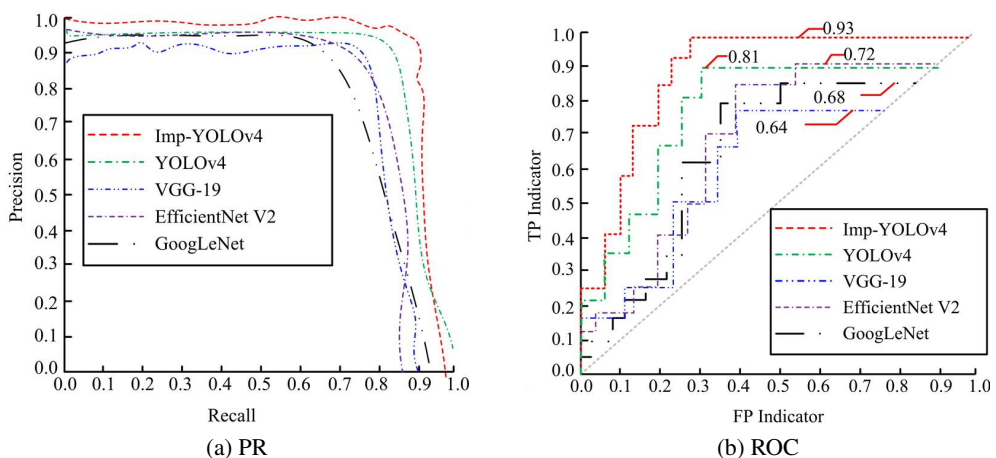 1.0
0.9
0.8
0.9
0.6
0.5
0.4
0.3
0.2
0.1
0.0
Precision
Imp-YOLOv4
YOLOv4
VGG-19
EfficientNet V2
GoogLeNet
0.0 0.1 0.2 0.3 0.4 0.5 0.6 0.7 0.8 0.9 1.0
Recall
(a) PR
1.0
0.9
0.8
0.7
0.6
0.5
0.4
0.3
0.2
0.1
0.0
TP Indicator
0.93
0.81
0.72
0.68
0.64
Imp-YOLOv4
YOLOv4
VGG-19
EfficientNet V2
GoogLeNet
0.0 0.1 0.2 0.3 0.4 0.5 0.6 0.7 0.8 0.9 1.0
FP Indicator
(b) ROC